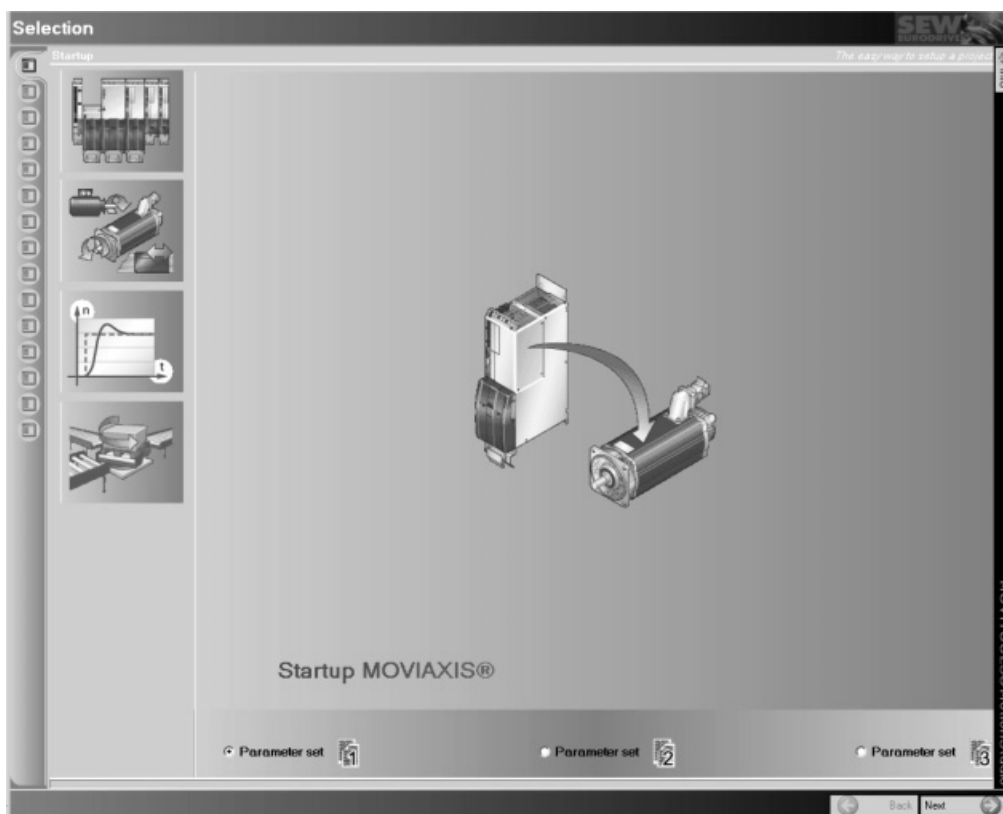 Selection
SEW
EURODRIVE
Startup
The easy way to setup a project
n
t
Startup MOVIAXIS®
Parameter set 1
Parameter set 2
Parameter set 3
Back
Next